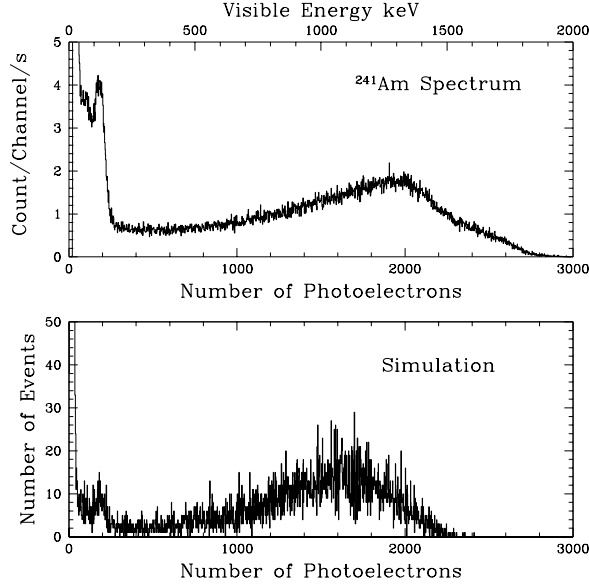 Visible Energy keV
0 500 1000 1500 2000
5
²⁴¹Am Spectrum
4
3
2
1
0
Count/Channel/s
0 1000 2000 3000
Number of Photoelectrons
50
Simulation
40
30
20
10
0
Number of Events
0 1000 2000 3000
Number of Photoelectrons